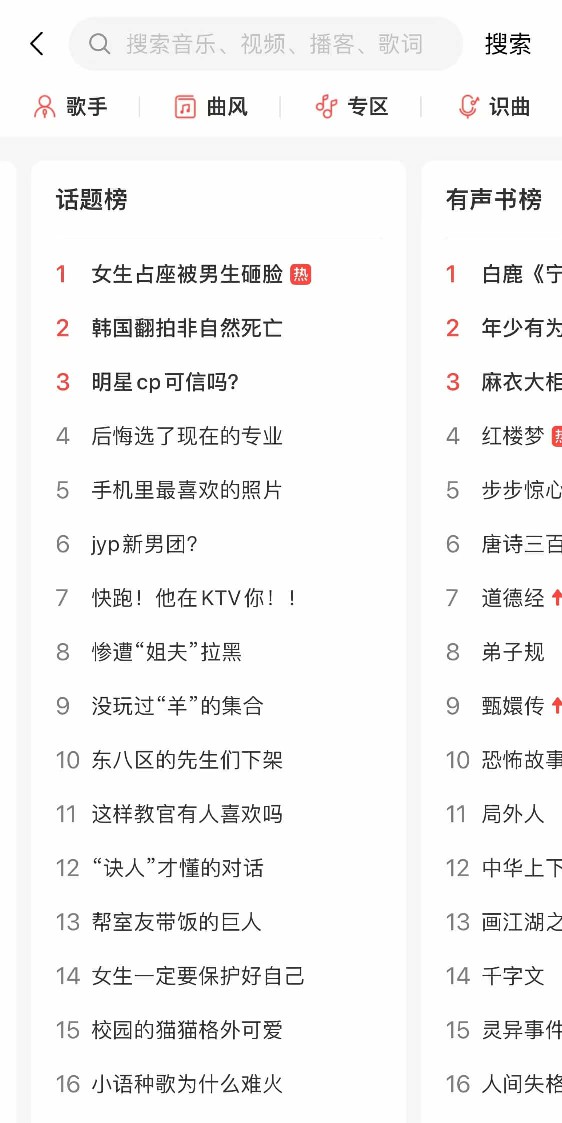 搜索音乐、视频、播客、歌词 搜索
歌手 曲风 专区 识曲
话题榜
1 女生占座被男生砸脸 热
2 韩国翻拍非自然死亡
3 明星cp可信吗?
4 后悔选了现在的专业
5 手机里最喜欢的照片
6 jyp新男团?
7 快跑！他在KTV你！！
8 惨遭“姐夫”拉黑
9 没玩过“羊”的集合
10 东八区的先生们下架
11 这样教官有人喜欢吗
12 “诀人”才懂的对话
13 帮室友带饭的巨人
14 女生一定要保护好自己
15 校园的猫猫格外可爱
16 小语种歌为什么难火
有声书榜
1 白鹿《宁
2 年少有为
3 麻衣大相
4 红楼梦 热
5 步步惊心
6 唐诗三百
7 道德经
8 弟子规
9 甄嬛传
10 恐怖故事
11 局外人
12 中华上下
13 画江湖之
14 千字文
15 灵异事件
16 人间失格